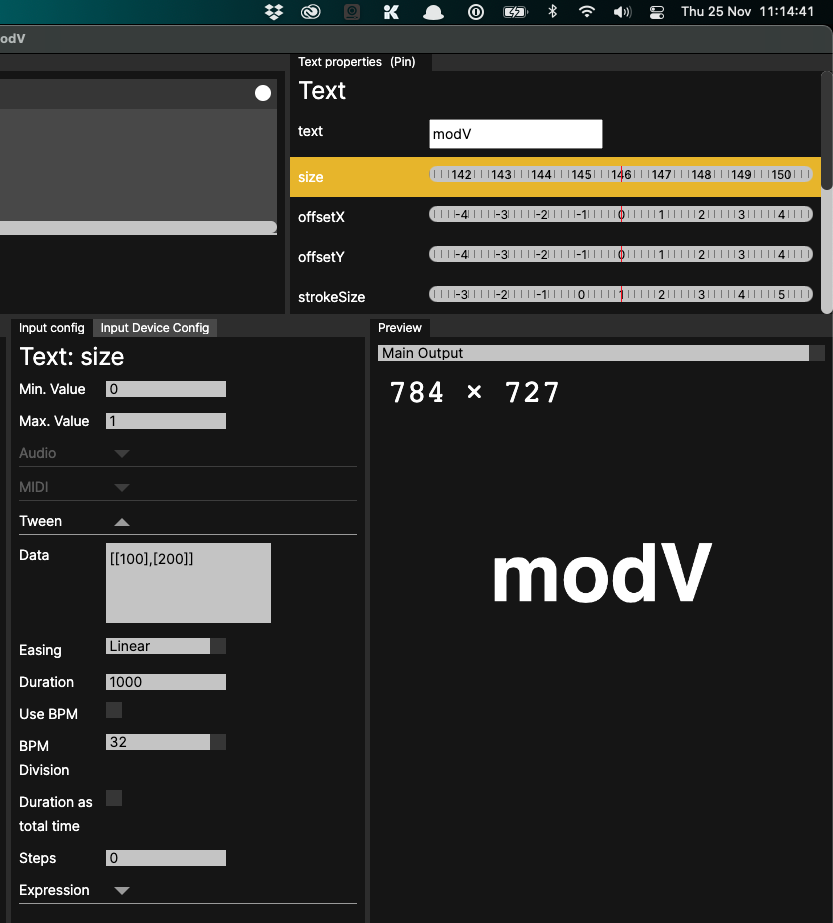 Thu 25 Nov 11:14:41
odV
Text properties (Pin)
Text
text modV
size 142 143 144 145 146 147 148 149 150
offsetX -4 -3 -2 -1 0 1 2 3 4
offsetY -4 -3 -2 -1 0 1 2 3 4
strokeSize -3 -2 -1 0 1 2 3 4 5
Input config Input Device Config
Text: size
Min. Value 0
Max. Value 1
Audio
MIDI
Tween
Data [[100],[200]]
Easing Linear
Duration 1000
Use BPM
BPM 32
Division
Duration as
total time
Steps 0
Expression
Preview
Main Output
784 × 727
modV